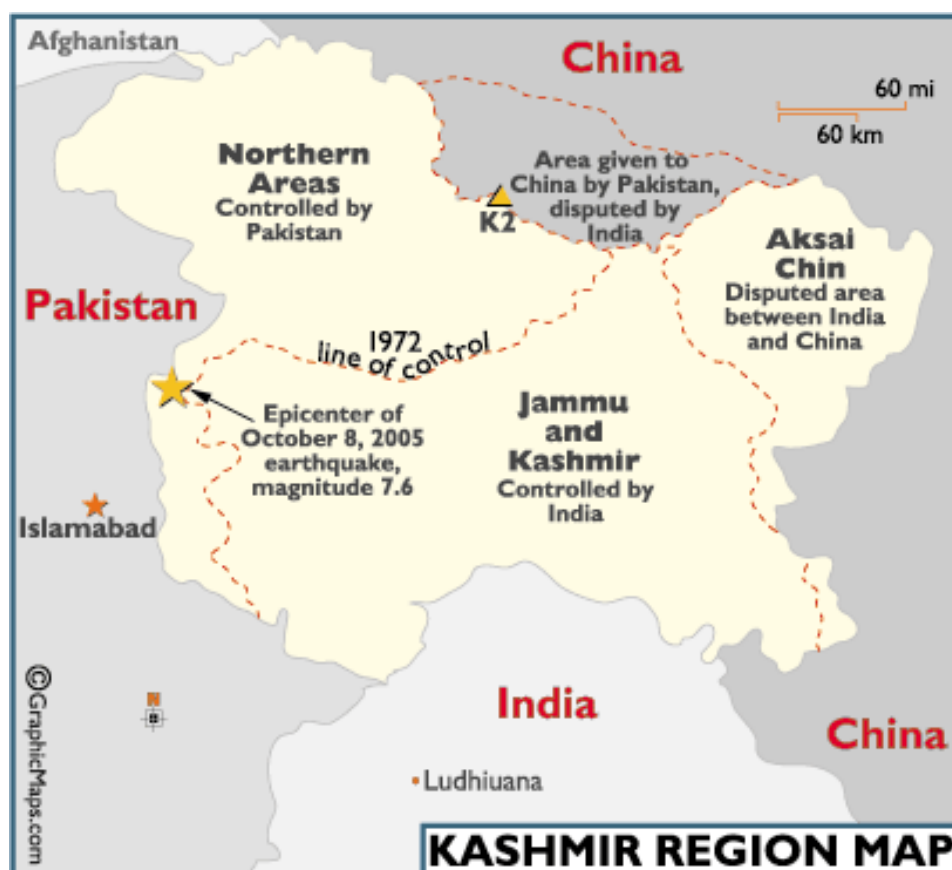 Afghanistan
China
60 mi
60 km
Northern
Areas
Controlled by
Pakistan
Area given to
China by Pakistan,
disputed by
India
K2
Aksai
Chin
Disputed area
between India
and China
Pakistan
1972
line of control
Epicenter of
October 8, 2005
earthquake,
magnitude 7.6
Jammu
and
Kashmir
Controlled by
India
Islamabad
©GraphicMaps.com
N
India
China
Ludhiuana
KASHMIR REGION MAP